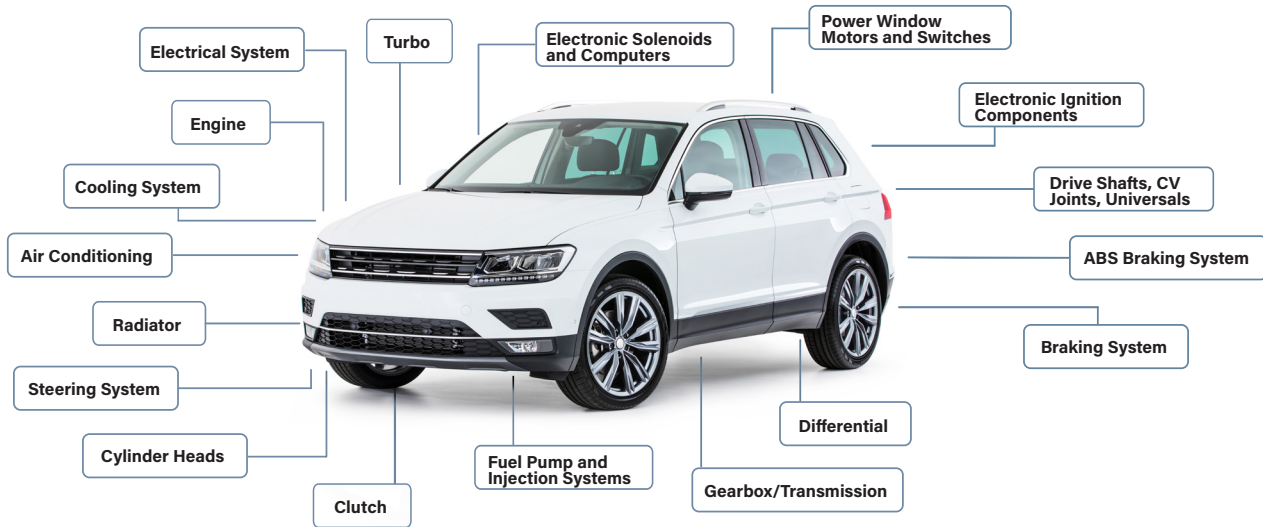 Power Window
Motors and Switches
Electrical System
Turbo
Electronic Solenoids
and Computers
Electronic Ignition
Components
Engine
Cooling System
Drive Shafts, CV
Joints, Universals
Air Conditioning
ABS Braking System
Radiator
Braking System
Steering System
Differential
Cylinder Heads
Fuel Pump and
Injection Systems
Gearbox/Transmission
Clutch